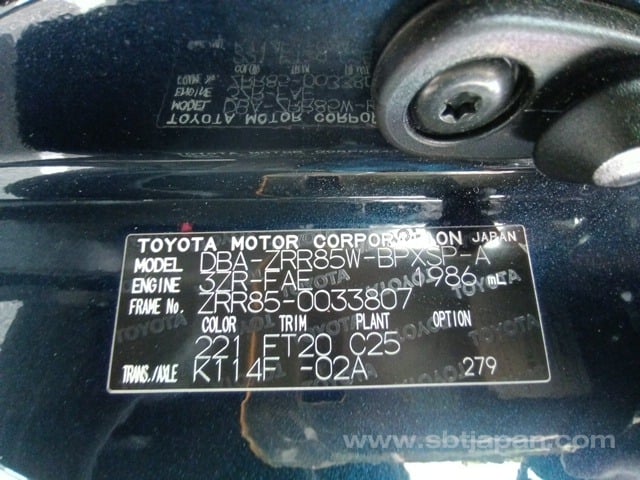 TOYOTA MOTOR CORPORATION JAPAN
MODEL DBA-ZRR85W-BPXSP-A
ENGINE 3ZR-FAE 1986 mL
FRAME No. ZRR85-0033807
COLOR TRIM PLANT OPTION
221 FT20 C25
TRANS./AXLE K114F -02A 279
www.sbtjapan.com